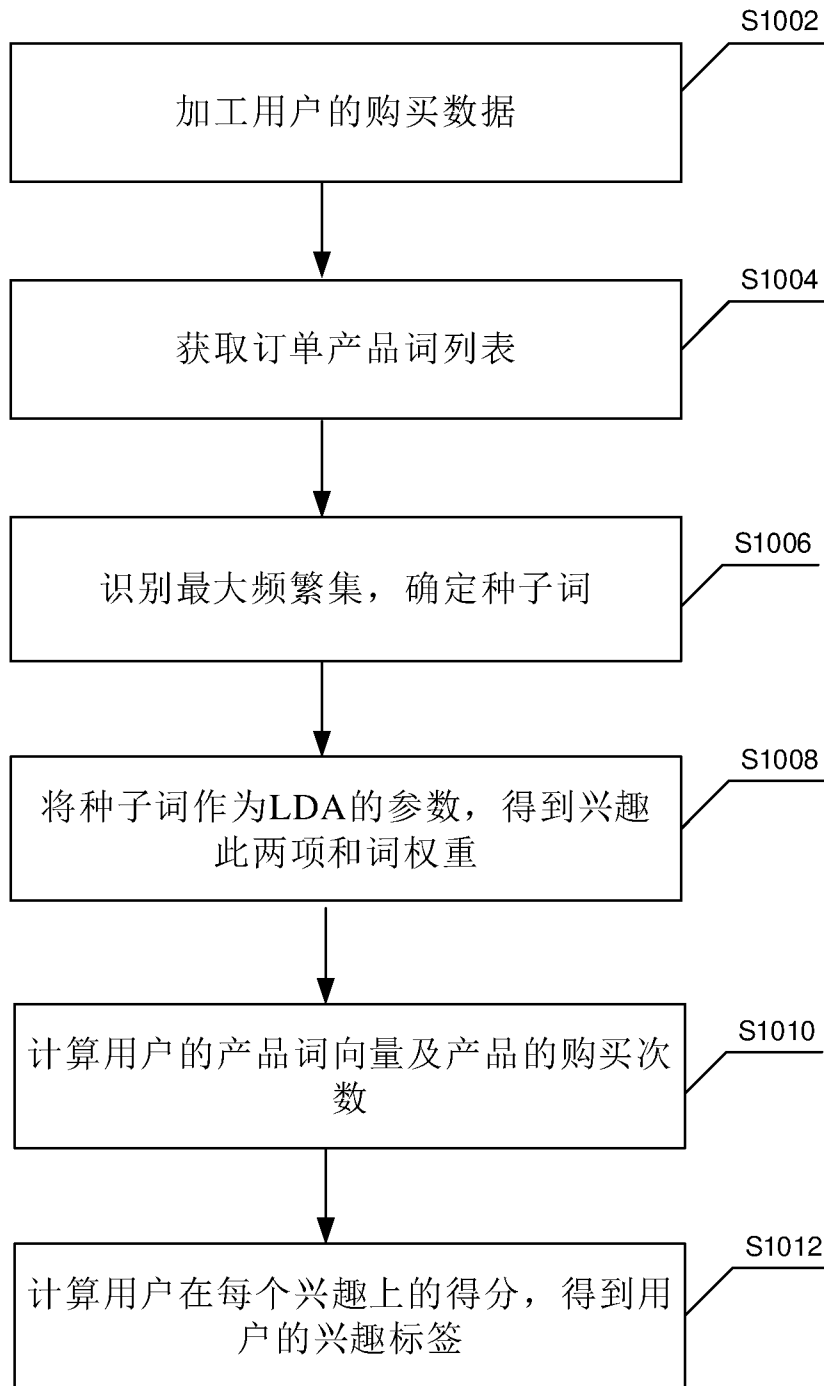 S1002
加工用户的购买数据
S1004
获取订单产品词列表
S1006
识别最大频繁集，确定种子词
S1008
将种子词作为LDA的参数，得到兴趣
此两项和词权重
S1010
计算用户的产品词向量及产品的购买次
数
S1012
计算用户在每个兴趣上的得分，得到用
户的兴趣标签